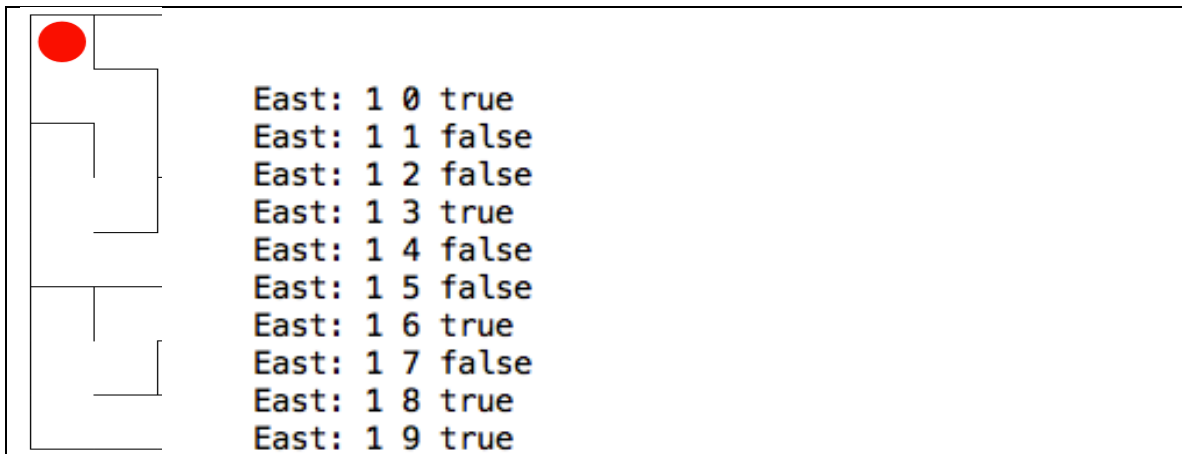 East: 1 0 true
East: 1 1 false
East: 1 2 false
East: 1 3 true
East: 1 4 false
East: 1 5 false
East: 1 6 true
East: 1 7 false
East: 1 8 true
East: 1 9 true